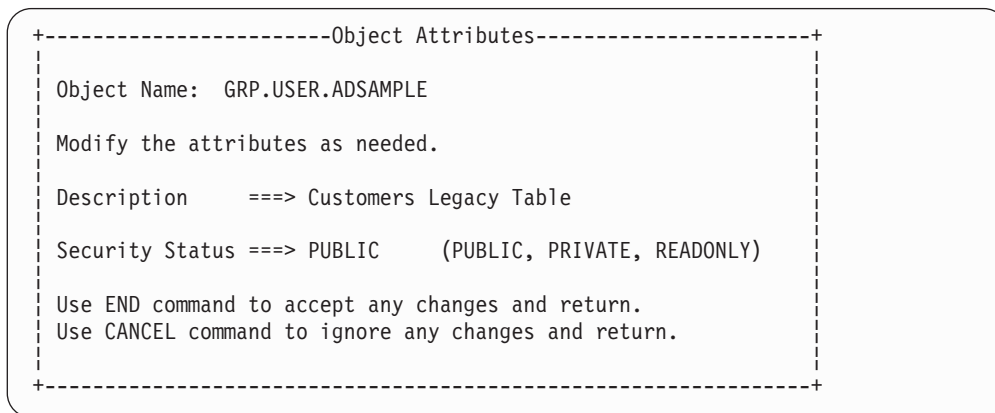 +------------------------Object Attributes-----------------------+
Object Name:  GRP.USER.ADSAMPLE
Modify the attributes as needed.
Description     ===> Customers Legacy Table
Security Status ===> PUBLIC     (PUBLIC, PRIVATE, READONLY)
Use END command to accept any changes and return.
Use CANCEL command to ignore any changes and return.
+----------------------------------------------------------------+